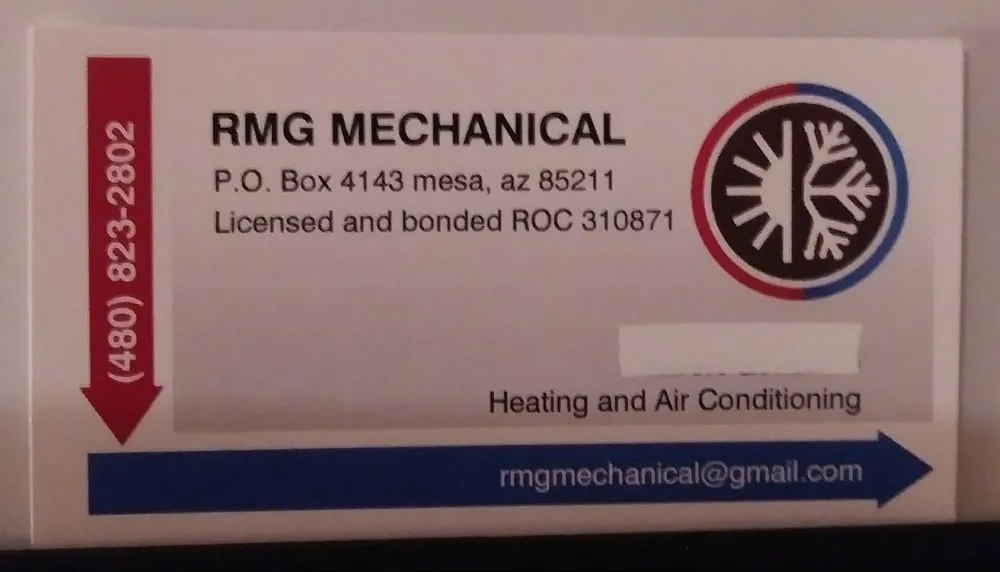 RMG MECHANICAL
P.O. Box 4143 mesa, az 85211
Licensed and bonded ROC 310871
(480) 823-2802
Heating and Air Conditioning
rmgmechanical@gmail.com